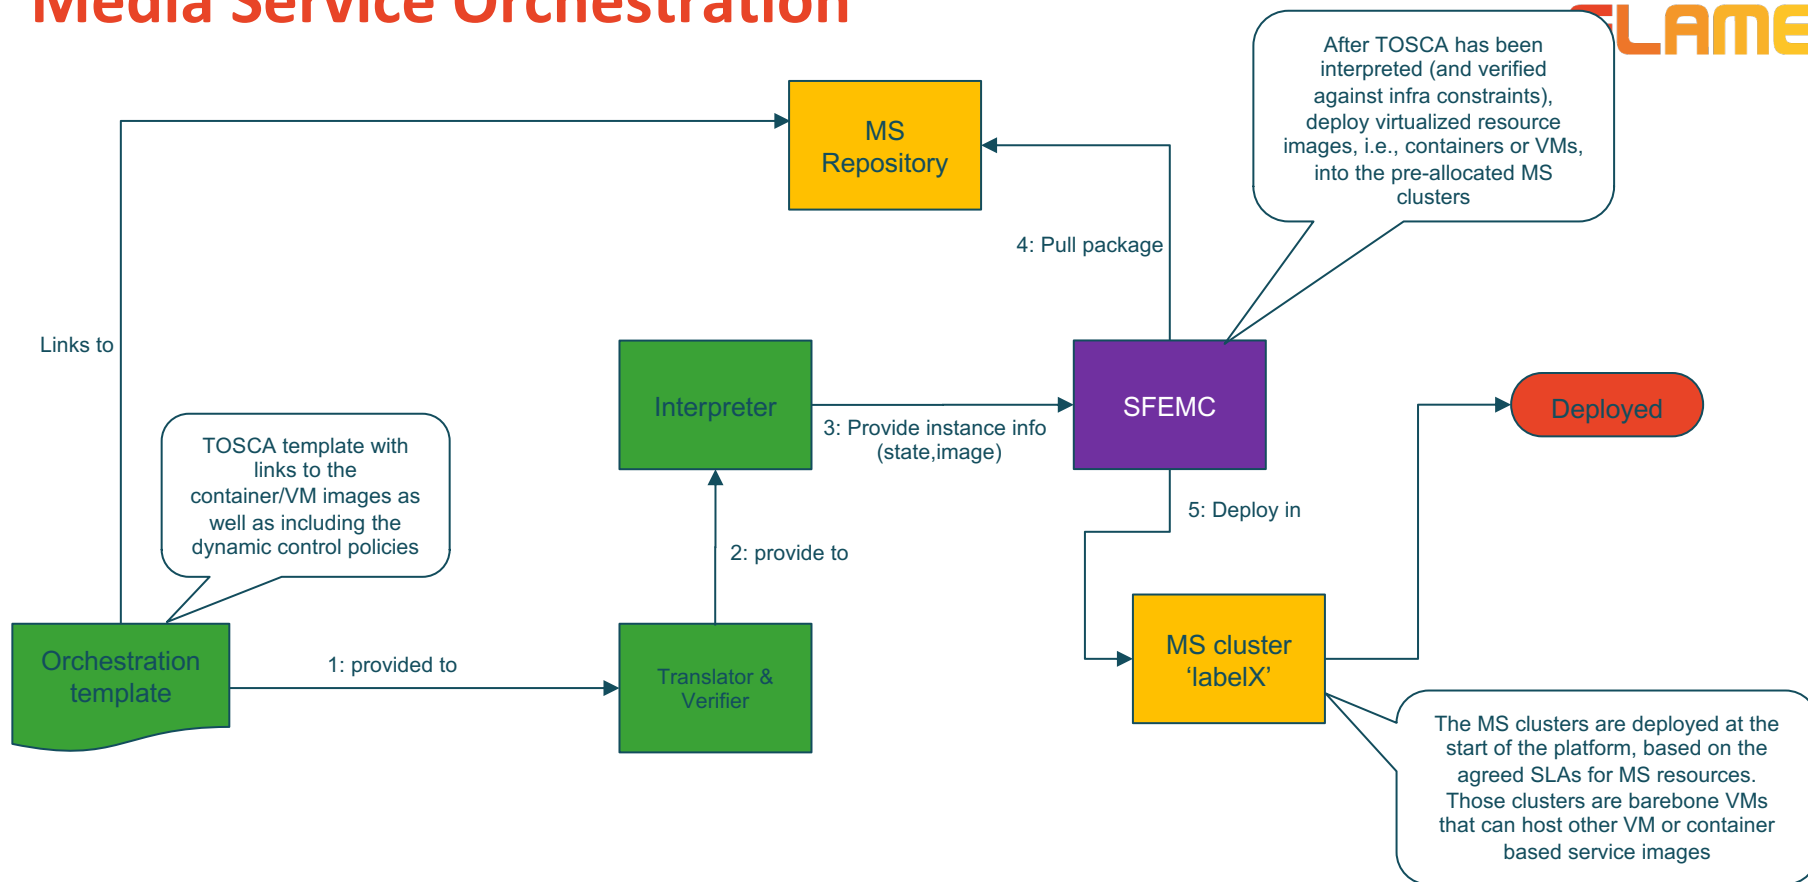 Media Service Orchestration
FLAME
After TOSCA has been
interpreted (and verified
against infra constraints),
deploy virtualized resource
images, i.e., containers or VMs,
into the pre-allocated MS
clusters
MS
Repository
4: Pull package
Links to
Interpreter
3: Provide instance info
(state,image)
SFEMC
Deployed
TOSCA template with
links to the
container/VM images as
well as including the
dynamic control policies
2: provide to
5: Deploy in
Orchestration
template
1: provided to
Translator &
Verifier
MS cluster
‘labelX’
The MS clusters are deployed at the
start of the platform, based on the
agreed SLAs for MS resources.
Those clusters are barebone VMs
that can host other VM or container
based service images